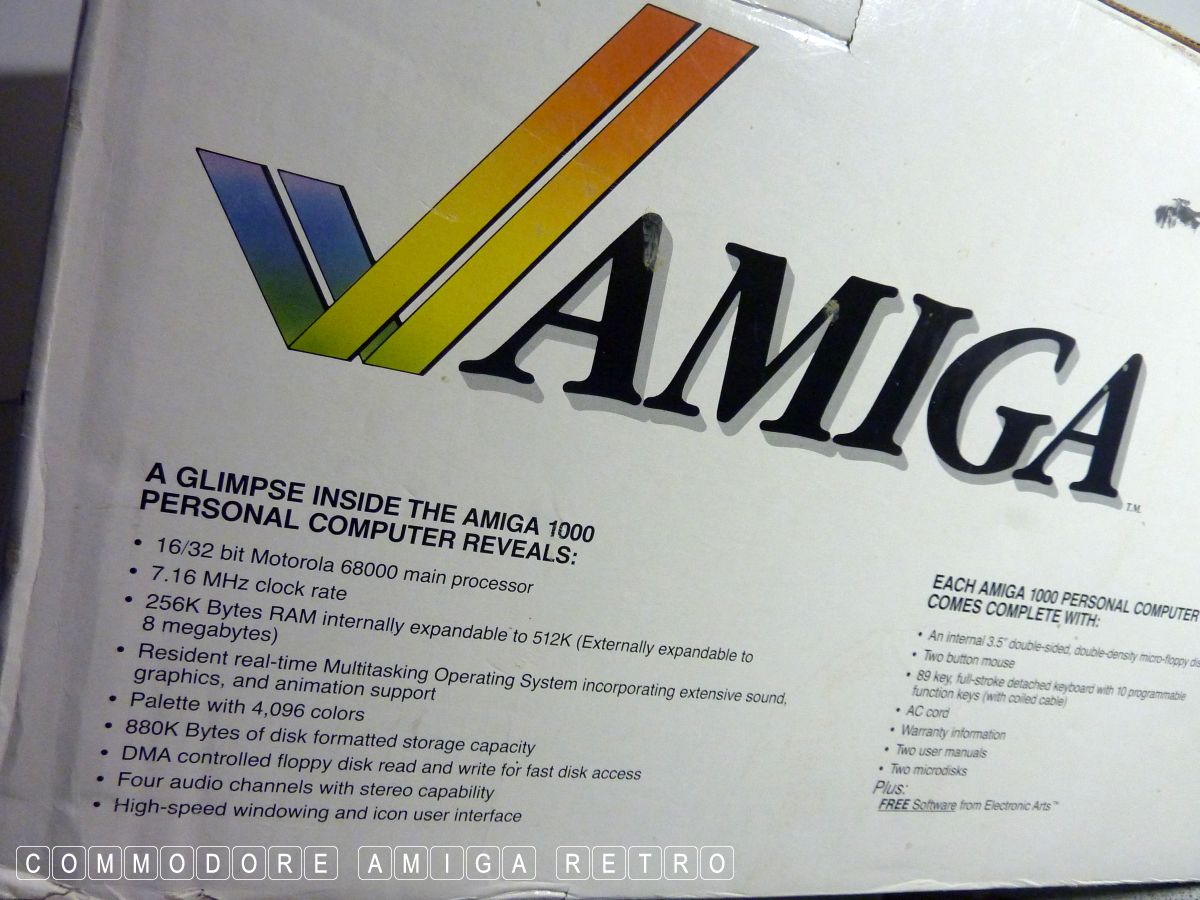 AMIGA
T.M.
A GLIMPSE INSIDE THE AMIGA 1000
PERSONAL COMPUTER REVEALS:
• 16/32 bit Motorola 68000 main processor
• 7.16 MHz clock rate
• 256K Bytes RAM internally expandable to 512K (Externally expandable to
8 megabytes)
• Resident real-time Multitasking Operating System incorporating extensive sound,
graphics, and animation support
• Palette with 4,096 colors
• 880K Bytes of disk formatted storage capacity
• DMA controlled floppy disk read and write for fast disk access
• Four audio channels with stereo capability
• High-speed windowing and icon user interface
EACH AMIGA 1000 PERSONAL COMPUTER
COMES COMPLETE WITH:
• An internal 3.5" double-sided, double-density micro-floppy
• Two button mouse
• 89 key, full-stroke detached keyboard with 10 programmable
function keys (with coiled cable)
• AC cord
• Warranty information
• Two user manuals
• Two microdisks
Plus:
FREE Software from Electronic Arts™
COMMODORE AMIGA RETRO